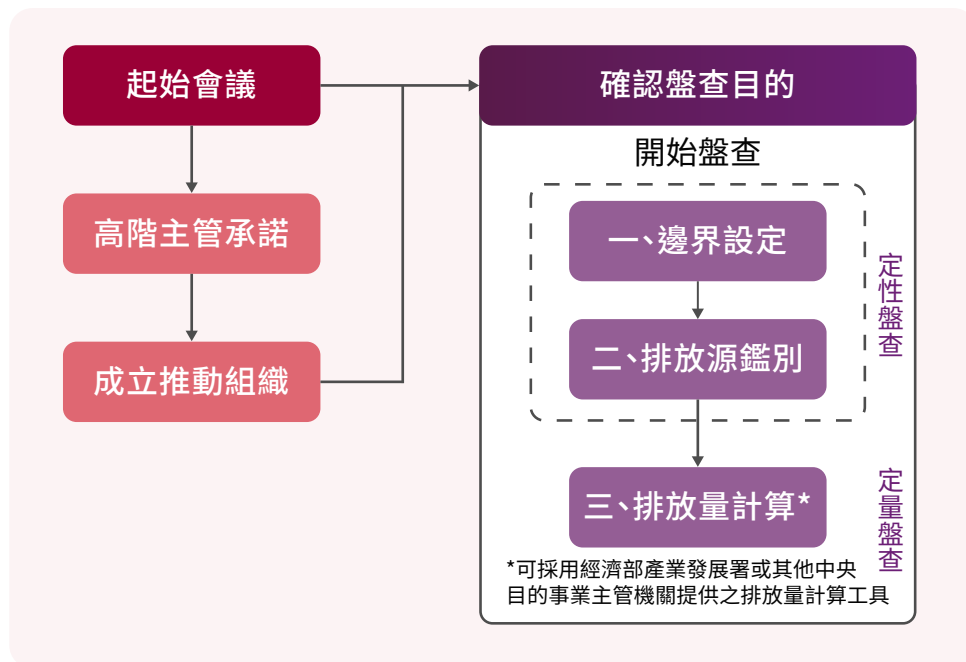 起始會議
高階主管承諾
成立推動組織
確認盤查目的
開始盤查
一、邊界設定
二、排放源鑑別
定性盤查
三、排放量計算*
定量盤查
*可採用經濟部產業發展署或其他中央
目的事業主管機關提供之排放量計算工具